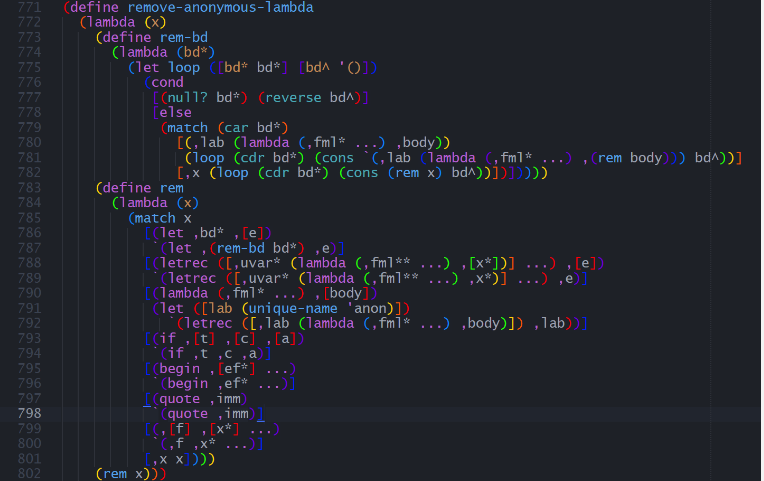 771 (define remove-anonymous-lambda
772 (lambda (x)
773 (define rem-bd
774 (lambda (bd*)
775 (let loop ([bd* bd*] [bd^ '()])
776 (cond
777 [(null? bd*) (reverse bd^)]
778 [else
779 (match (car bd*)
780 [(,lab (lambda (,fml* ...) ,body))
781 (loop (cdr bd*) (cons `(,lab (lambda (,fml* ...) ,(rem body))) bd^))]
782 [,x (loop (cdr bd*) (cons (rem x) bd^))])]))))
783 (define rem
784 (lambda (x)
785 (match x
786 [(let ,bd* ,[e])
787 `(let ,(rem-bd bd*) ,e)]
788 [(letrec ([,uvar* (lambda (,fml** ...) ,[x*])] ...) ,[e])
789 `(letrec ([,uvar* (lambda (,fml** ...) ,x*)] ...) ,e)]
790 [(lambda (,fml* ...) ,[body])
791 (let ([lab (unique-name 'anon)])
792 `(letrec ([,lab (lambda (,fml* ...) ,body)]) ,lab))]
793 [(if ,[t] ,[c] ,[a])
794 `(if ,t ,c ,a)]
795 [(begin ,[ef*] ...)
796 `(begin ,ef* ...)]
797 [(quote ,imm)
798 `(quote ,imm)]
799 [(,[f] ,[x*] ...)
800 `(,f ,x* ...)]
801 [,x x])))
802 (rem x)))